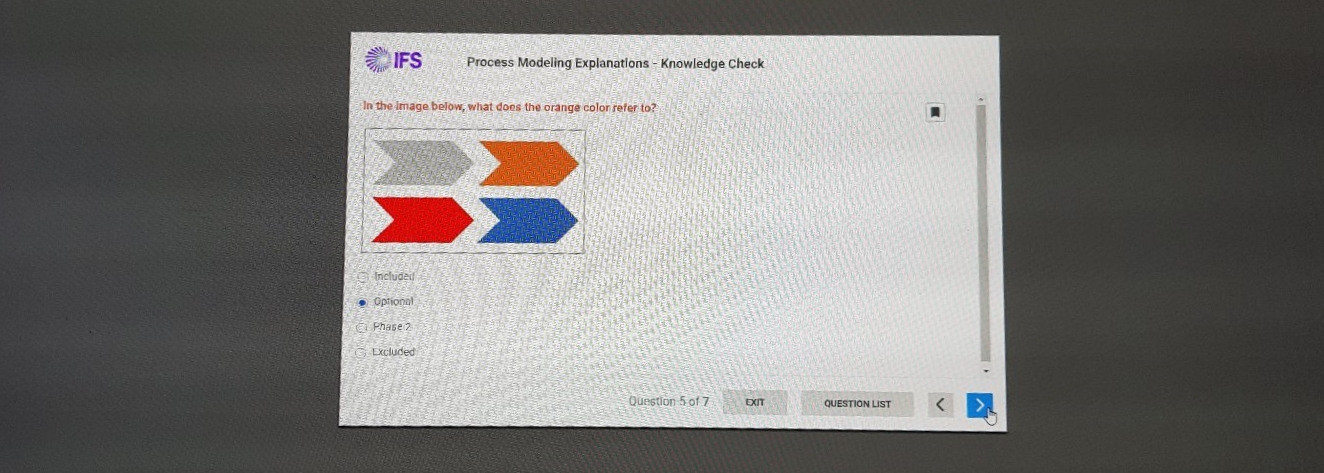 IFS
Process Modeling Explanations - Knowledge Check
In the image below, what does the orange color refer to?
Included
Optional
Phase 2
Excluded
Question 5 of 7
EXIT
QUESTION LIST